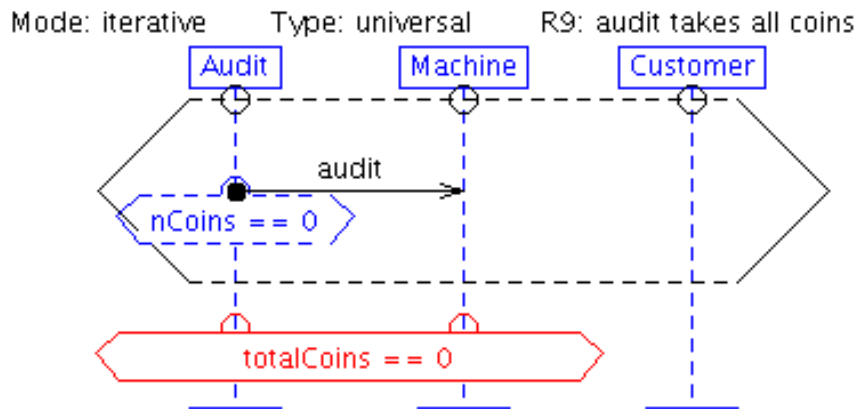 Mode: iterative Type: universal R9: audit takes all coins
Audit Machine Customer
audit
nCoins == 0
totalCoins == 0